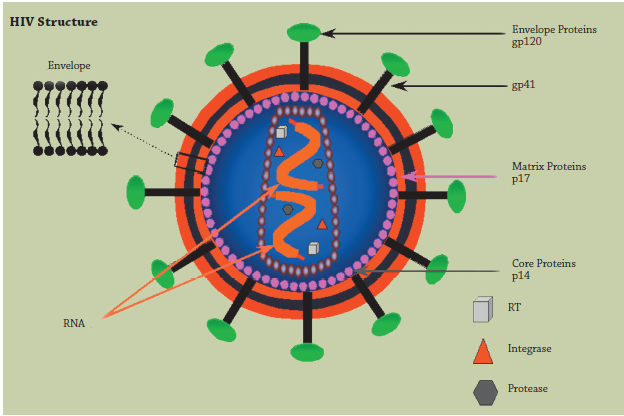 HIV Structure
Envelope
Envelope Proteins
gp120
gp41
Matrix Proteins
p17
Core Proteins
p14
RNA
RT
Integrase
Protease